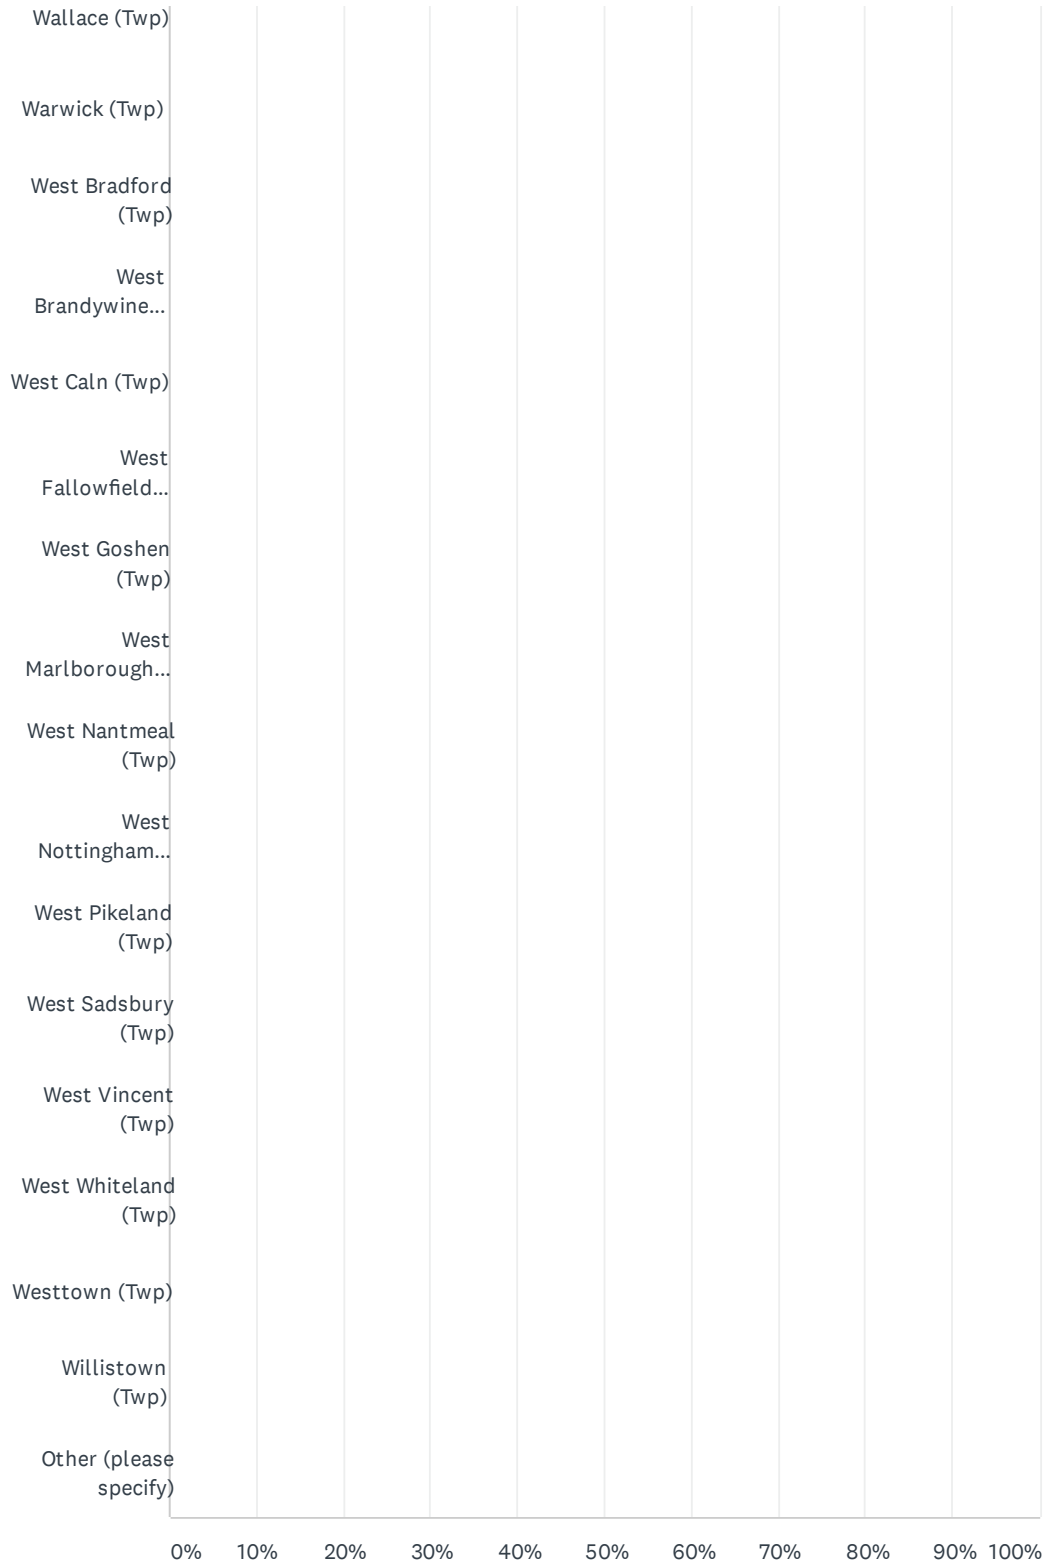 Wallace (Twp)
Warwick (Twp)
West Bradford
(Twp)
West
Brandywine...
West Caln (Twp)
West
Fallowfield...
West Goshen
(Twp)
West
Marlborough...
West Nantmeal
(Twp)
West
Nottingham...
West Pikeland
(Twp)
West Sadsbury
(Twp)
West Vincent
(Twp)
West Whiteland
(Twp)
Westtown (Twp)
Willistown
(Twp)
Other (please
specify)
0% 10% 20% 30% 40% 50% 60% 70% 80% 90% 100%